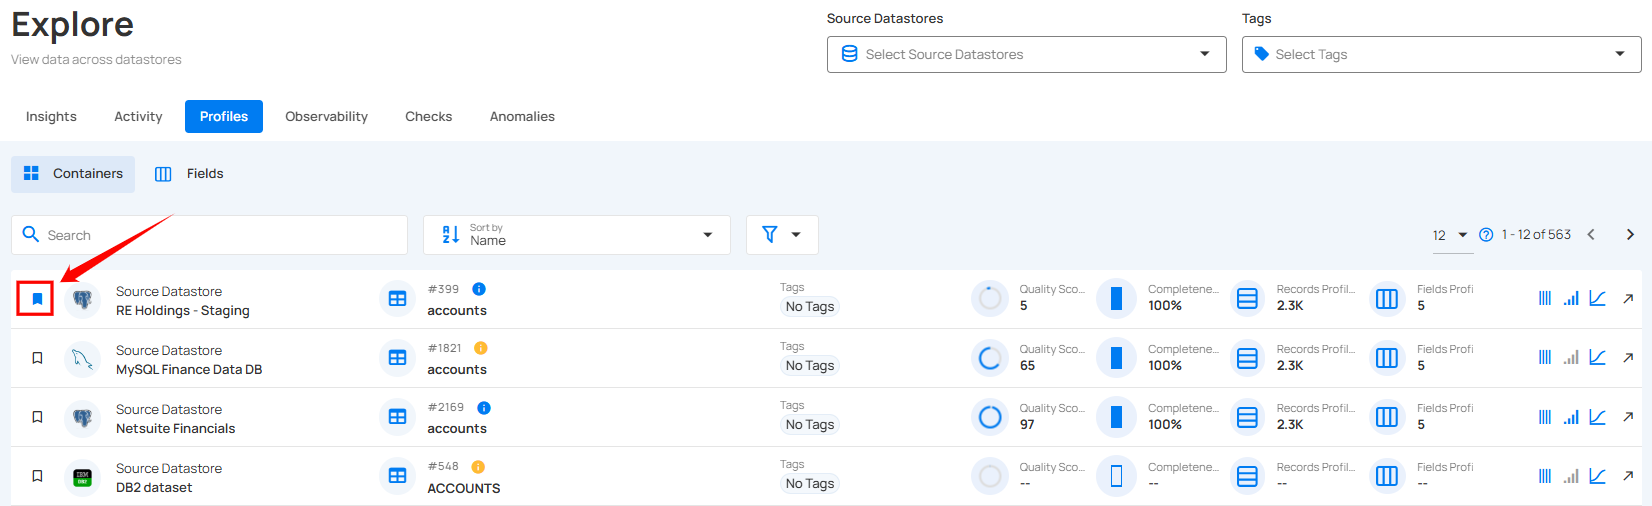 Explore
View data across datastores
Source Datastores
Select Source Datastores
Tags
Select Tags
Insights Activity Profiles Observability Checks Anomalies
Containers Fields
Search
Sort by
Name
12 1 - 12 of 563
Source Datastore
RE Holdings - Staging
#399
accounts
Tags
No Tags
Quality Sco...
5
Completene...
100%
Records Profil...
2.3K
Fields Profi
5
Source Datastore
MySQL Finance Data DB
#1821
accounts
Tags
No Tags
Quality Sco...
65
Completene...
100%
Records Profil...
2.3K
Fields Profi
5
Source Datastore
Netsuite Financials
#2169
accounts
Tags
No Tags
Quality Sco...
97
Completene...
100%
Records Profil...
2.3K
Fields Profi
5
IBM
DB2
Source Datastore
DB2 dataset
#548
ACCOUNTS
Tags
No Tags
Quality Sco...
--
Completene...
--
Records Profil...
--
Fields Profi
--